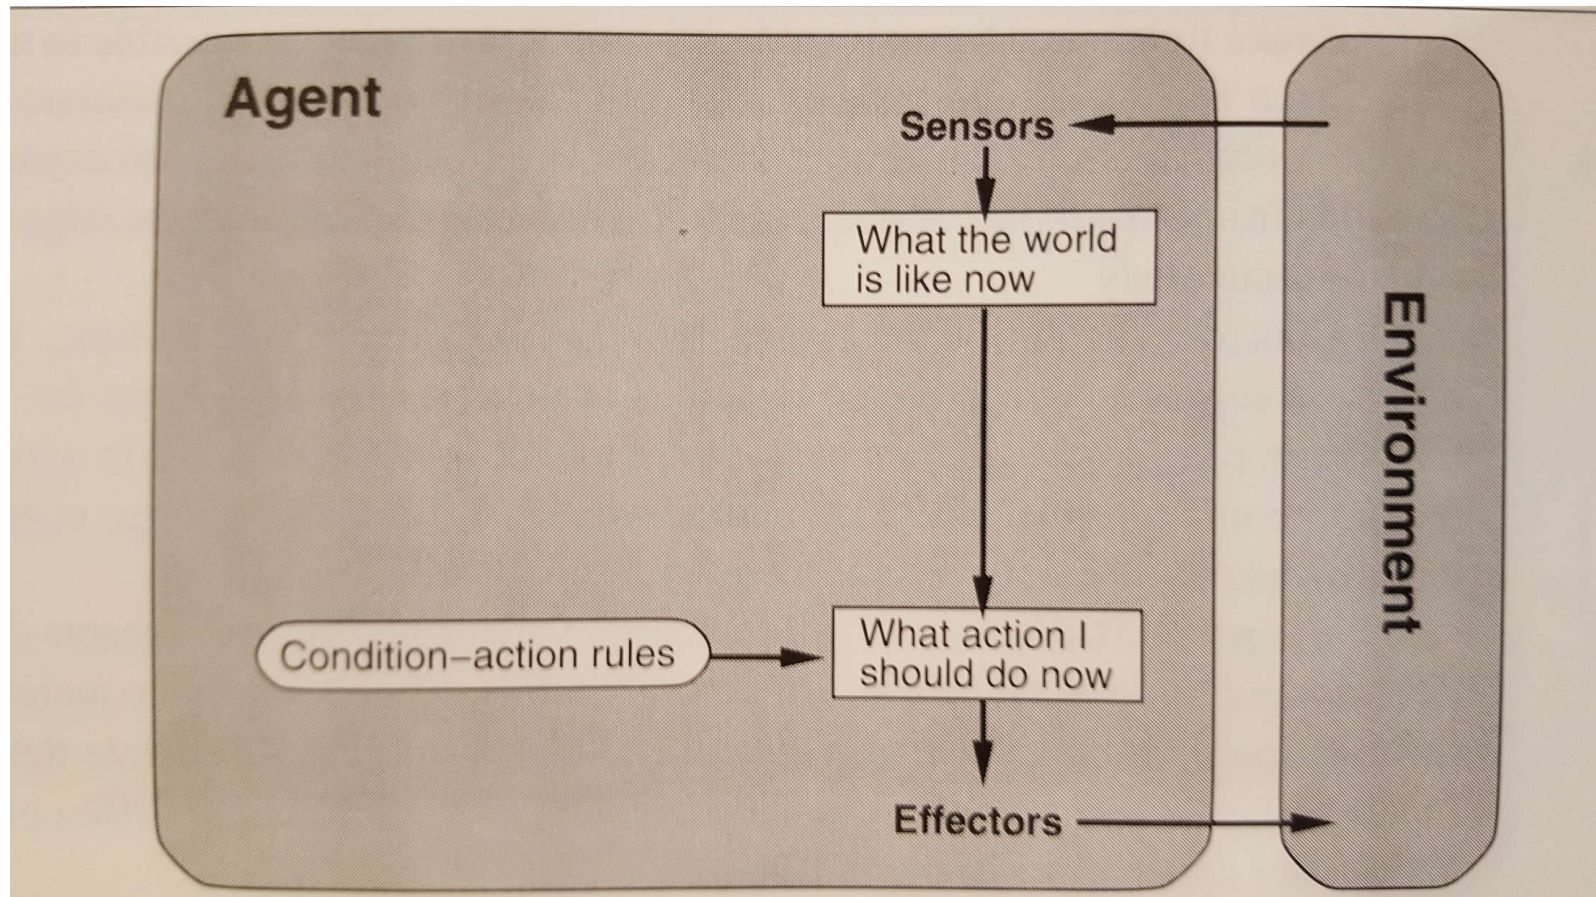 Agent
Sensors
What the world
is like now
Environment
Condition–action rules
What action I
should do now
Effectors